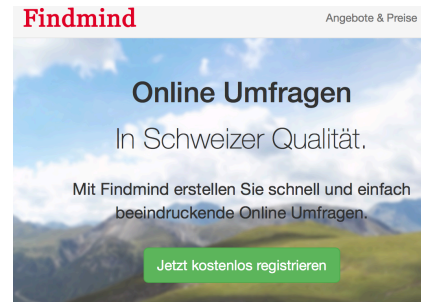 Findmind
Angebote & Preise
Online Umfragen
In Schweizer Qualität.
Mit Findmind erstellen Sie schnell und einfach
beeindruckende Online Umfragen.
Jetzt kostenlos registrieren